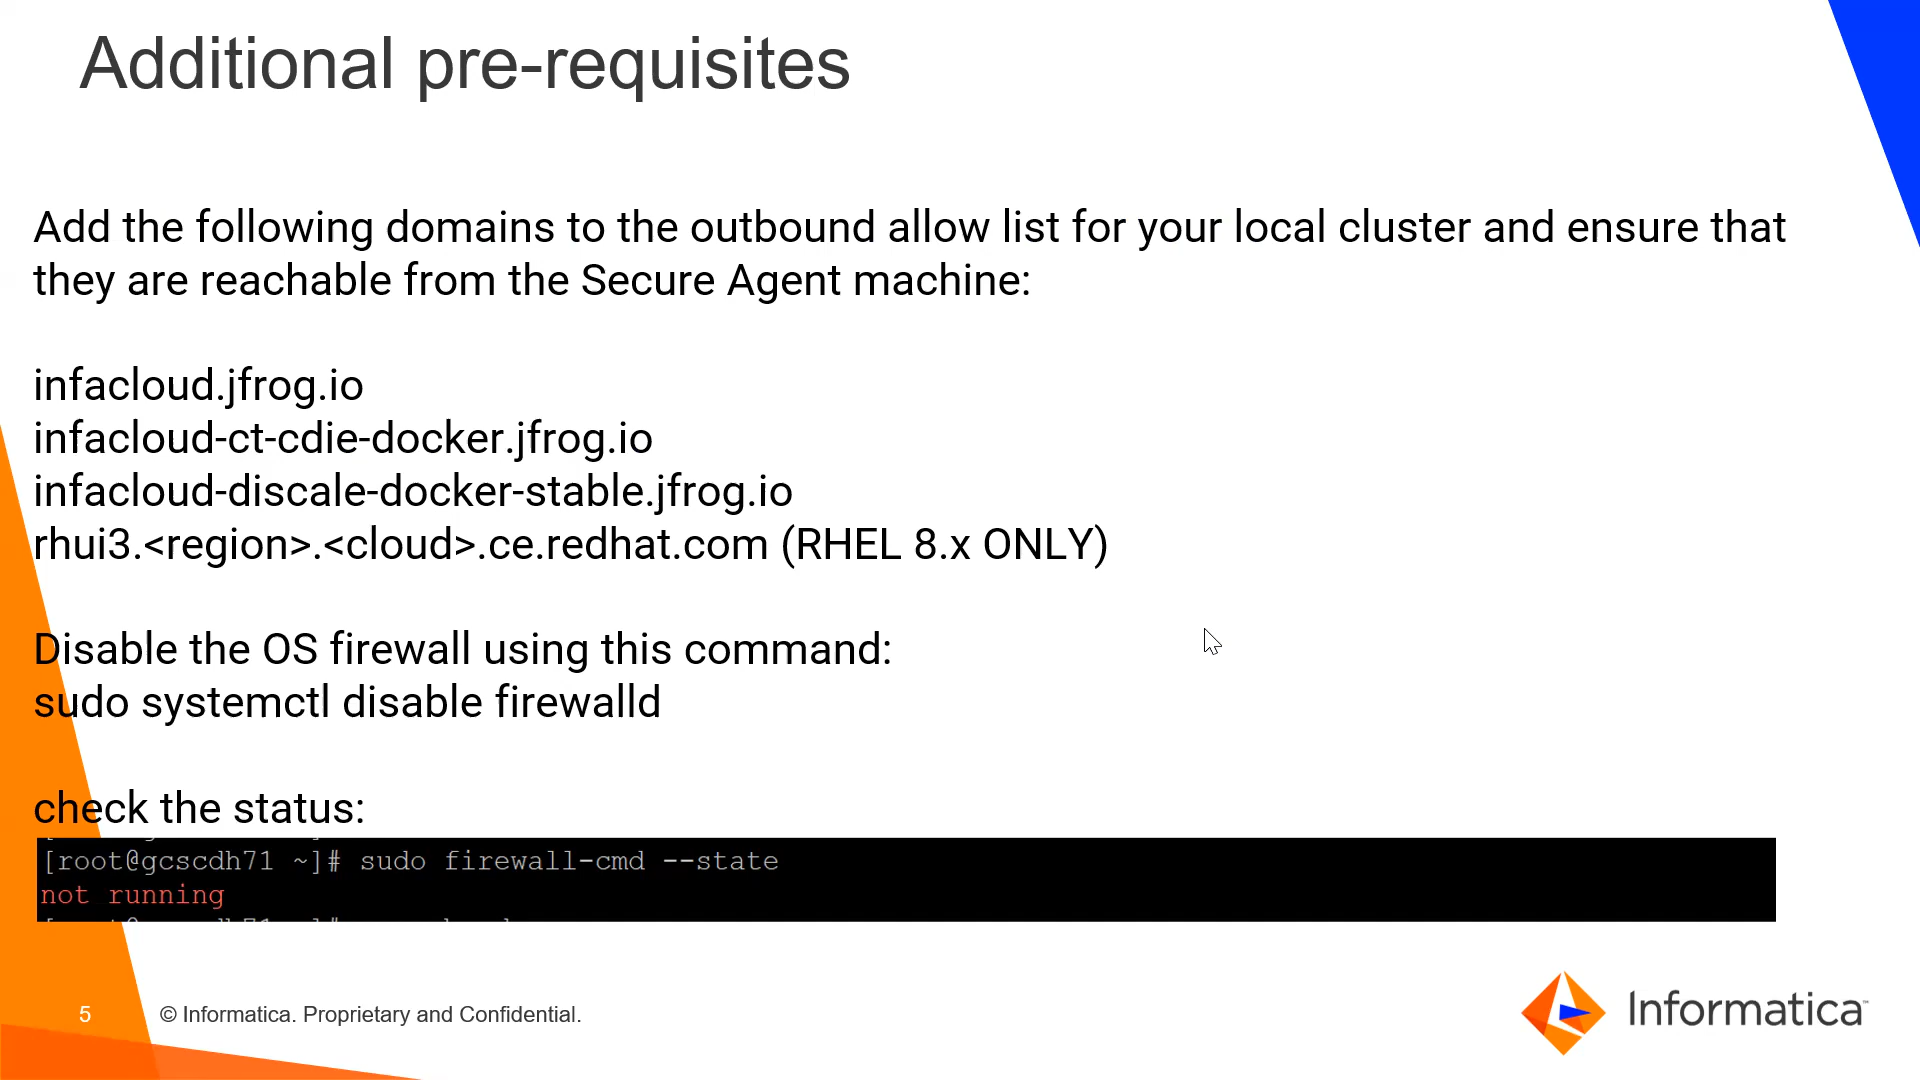 Additional pre-requisites
Add the following domains to the outbound allow list for your local cluster and ensure that
they are reachable from the Secure Agent machine:
infacloud.jfrog.io
infacloud-ct-cdie-docker.jfrog.io
infacloud-discale-docker-stable.jfrog.io
rhui3.<region>.<cloud>.ce.redhat.com (RHEL 8.x ONLY)
Disable the OS firewall using this command:
sudo systemctl disable firewalld
check the status:
[root@gcscdh71 ~]# sudo firewall-cmd --state
not running
5
© Informatica. Proprietary and Confidential.
Informatica™